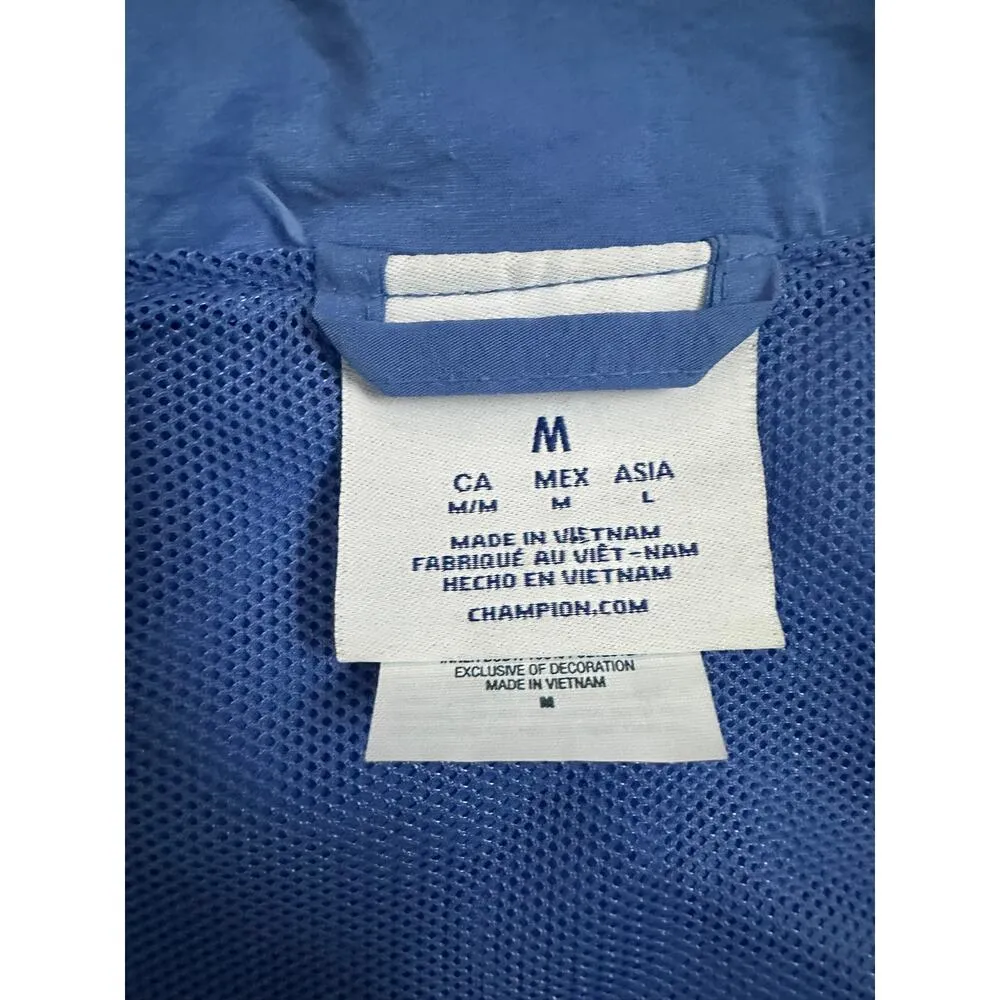 M
CA MEX ASIA
M/M M L
MADE IN VIETNAM
FABRIQUÉ AU VIÊT-NAM
HECHO EN VIETNAM
CHAMPION.COM
EXCLUSIVE OF DECORATION
MADE IN VIETNAM
M